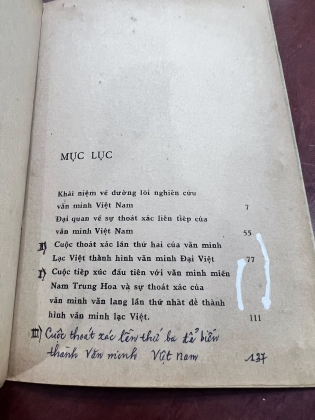 MỤC LỤC
Khái niệm về đường lối nghiên cứu
văn minh Việt Nam 7
Đại quan về sự thoát xác liên tiếp của
văn minh Việt Nam 55
II) Cuộc thoát xác lần thứ hai của văn minh
Lạc Việt thành hình văn minh Đại Việt 77
I) Cuộc tiếp xúc đầu tiên với văn minh miền
Nam Trung Hoa và sự thoát xác của
văn minh văn lang lần thứ nhất để thành
hình văn minh lạc Việt. 111
III) Cuộc thoát xác lần thứ ba để biến
thành Văn minh Việt Nam 137